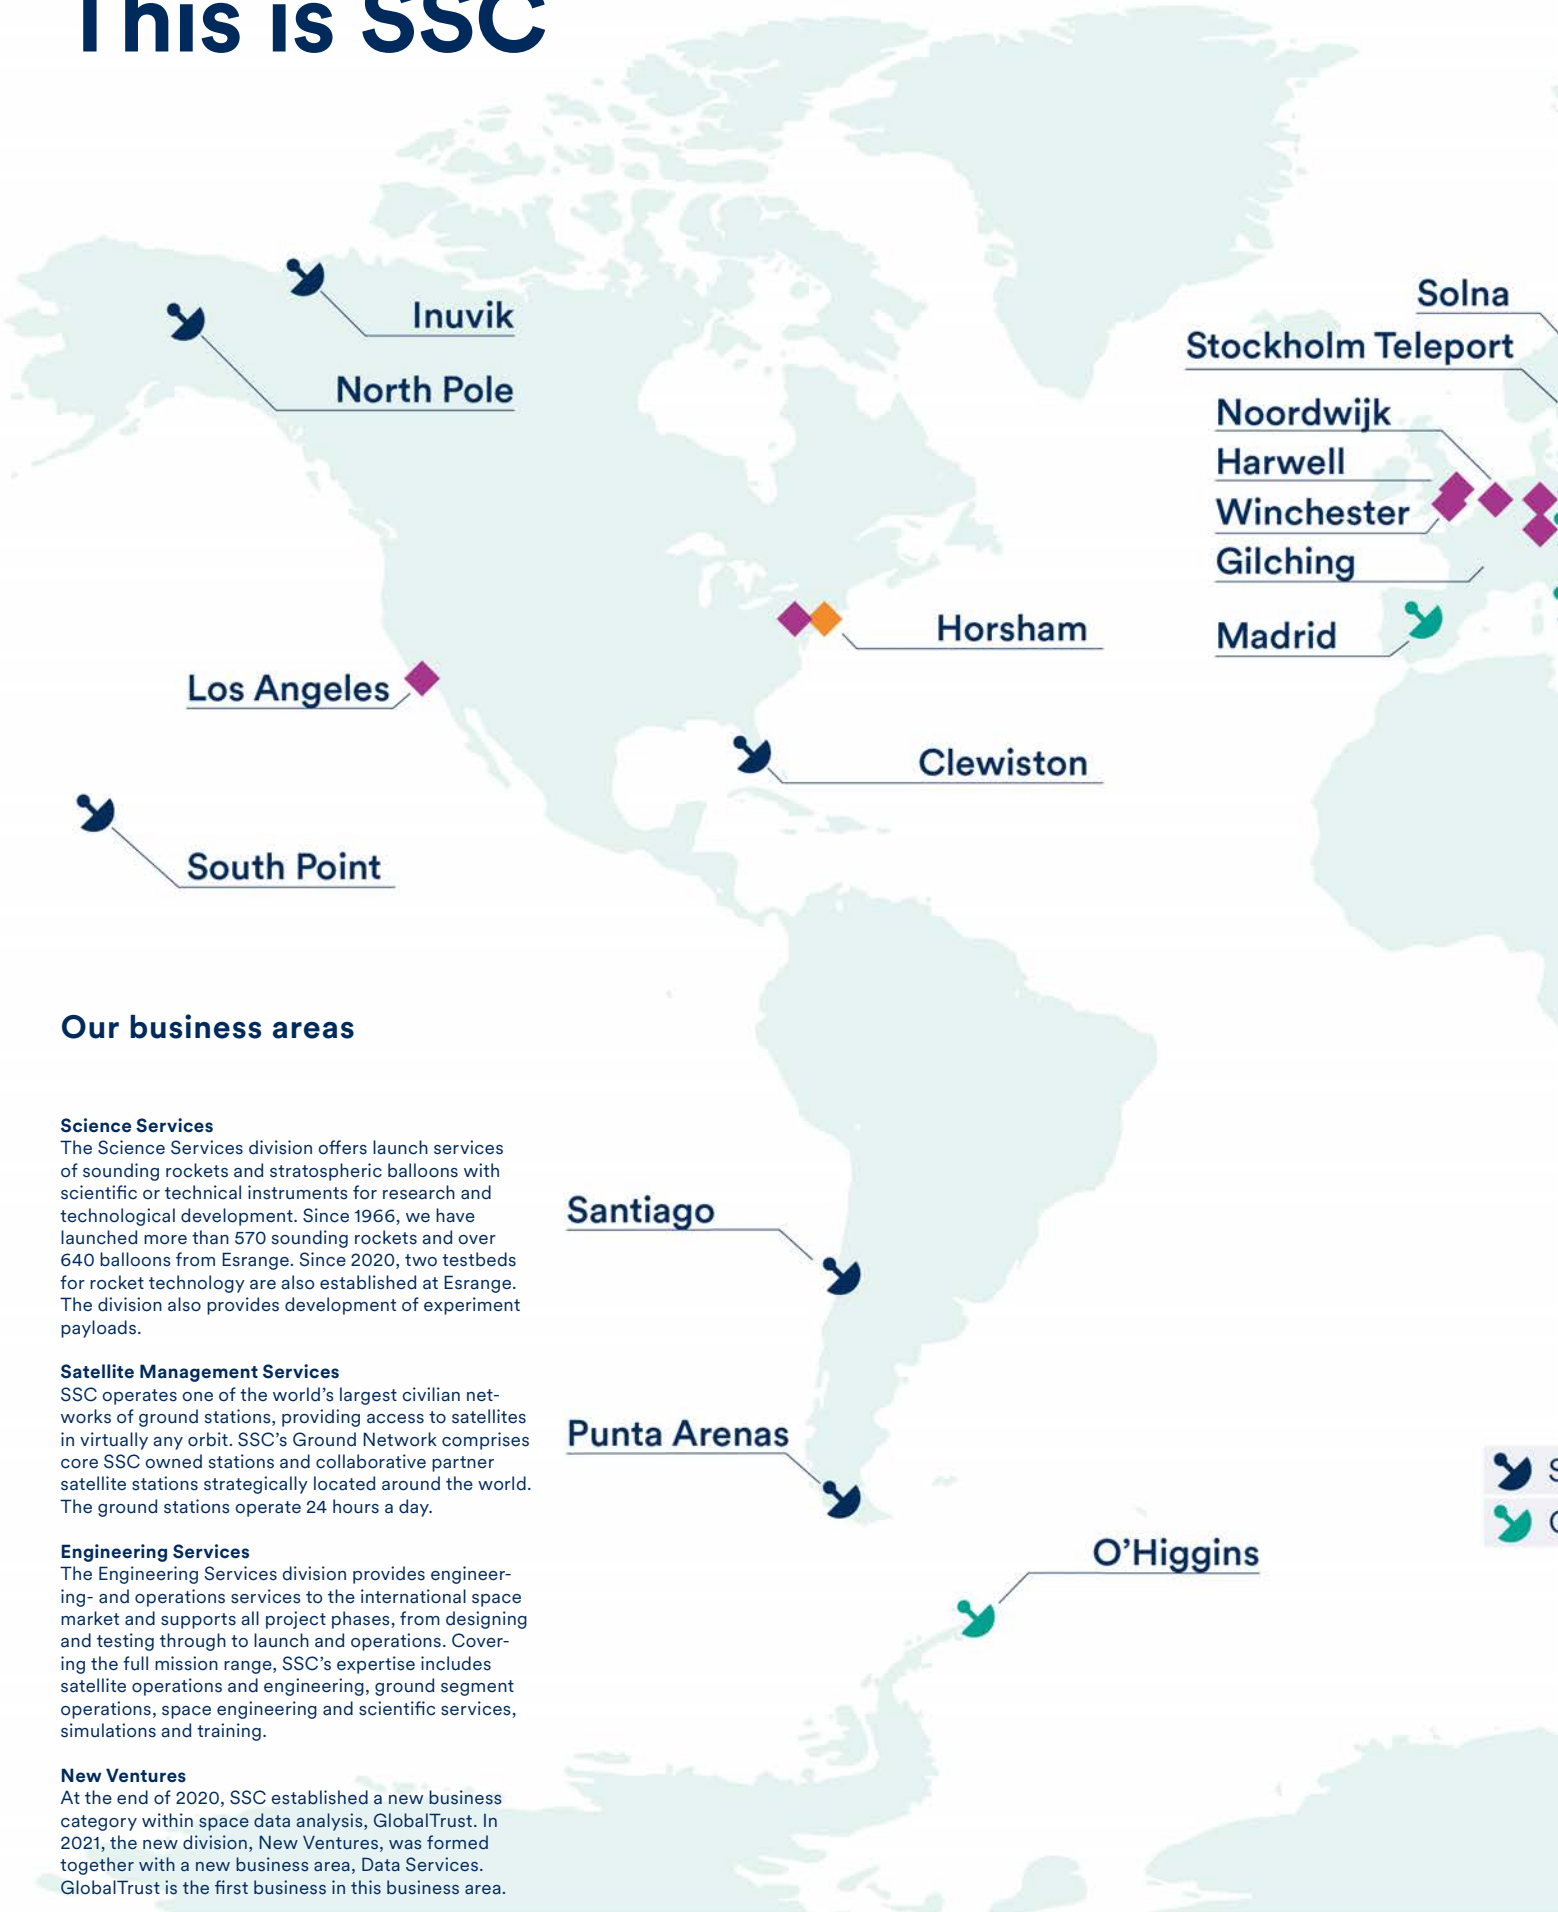 This is SSC
Inuvik
North Pole
Solna
Stockholm Teleport
Noordwijk
Harwell
Winchester
Gilching
Madrid
Horsham
Los Angeles
Clewiston
South Point
Our business areas
Science Services
The Science Services division offers launch services
of sounding rockets and stratospheric balloons with
scientific or technical instruments for research and
technological development. Since 1966, we have
launched more than 570 sounding rockets and over
640 balloons from Esrange. Since 2020, two testbeds
for rocket technology are also established at Esrange.
The division also provides development of experiment
payloads.
Satellite Management Services
SSC operates one of the world's largest civilian net-
works of ground stations, providing access to satellites
in virtually any orbit. SSC's Ground Network comprises
core SSC owned stations and collaborative partner
satellite stations strategically located around the world.
The ground stations operate 24 hours a day.
Engineering Services
The Engineering Services division provides engineer-
ing- and operations services to the international space
market and supports all project phases, from designing
and testing through to launch and operations. Cover-
ing the full mission range, SSC's expertise includes
satellite operations and engineering, ground segment
operations, space engineering and scientific services,
simulations and training.
New Ventures
At the end of 2020, SSC established a new business
category within space data analysis, GlobalTrust. In
2021, the new division, New Ventures, was formed
together with a new business area, Data Services.
GlobalTrust is the first business in this business area.
Santiago
Punta Arenas
O'Higgins